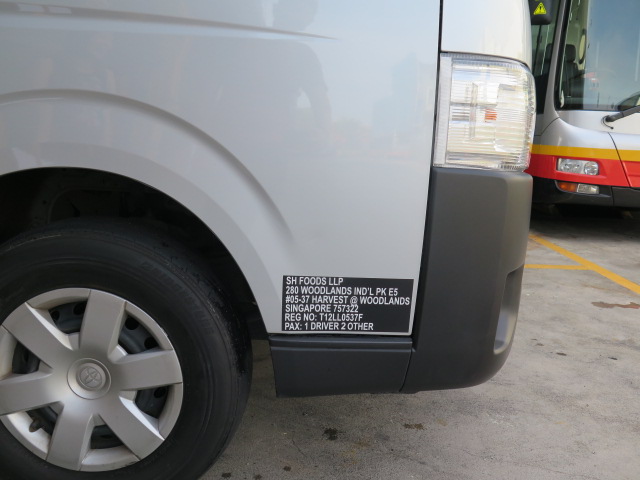 SH FOODS LLP
280 WOODLANDS IND'L PK E5
#05-37 HARVEST @ WOODLANDS
SINGAPORE 757322
REG NO: T12LL0537F
PAX: 1 DRIVER 2 OTHER